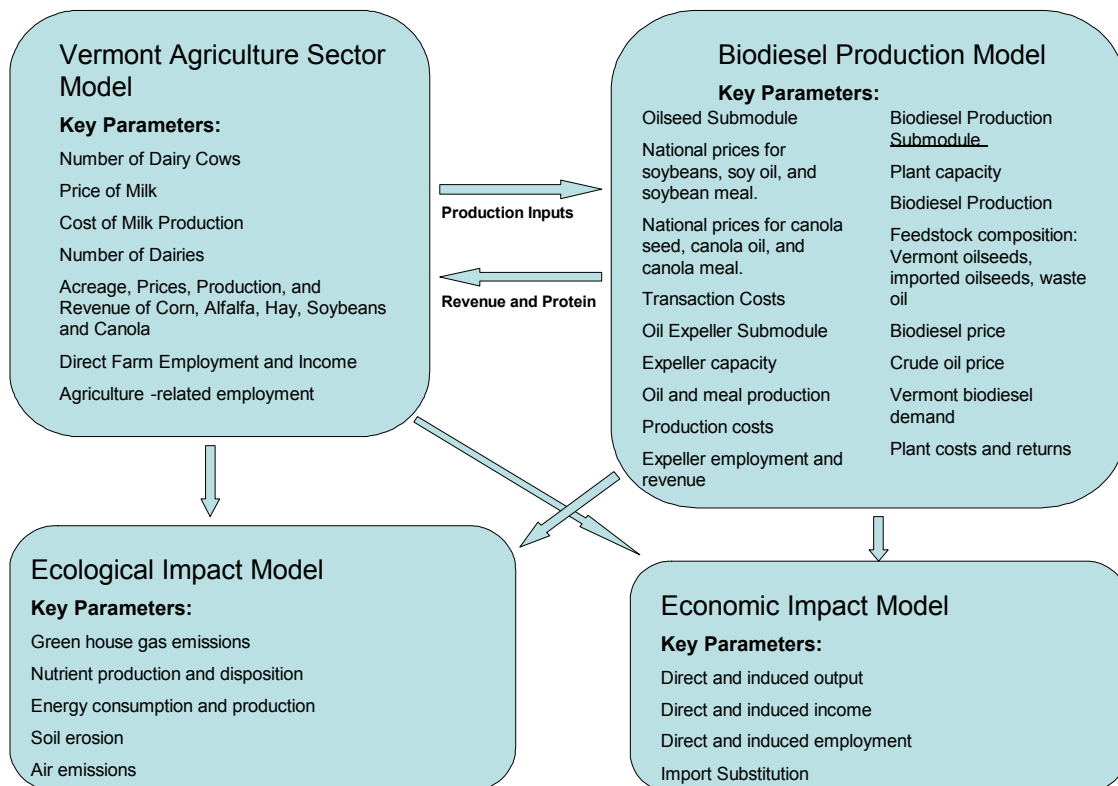 Vermont Agriculture Sector
Model
Key Parameters:
Number of Dairy Cows
Price of Milk
Cost of Milk Production
Number of Dairies
Acreage, Prices, Production, and
Revenue of Corn, Alfalfa, Hay, Soybeans
and Canola
Direct Farm Employment and Income
Agriculture -related employment
Production Inputs
Revenue and Protein
Biodiesel Production Model
Key Parameters:
Oilseed Submodule
National prices for
soybeans, soy oil, and
soybean meal.
National prices for canola
seed, canola oil, and
canola meal.
Transaction Costs
Oil Expeller Submodule
Expeller capacity
Oil and meal production
Production costs
Expeller employment and
revenue
Biodiesel Production
Submodule
Plant capacity
Biodiesel Production
Feedstock composition:
Vermont oilseeds,
imported oilseeds, waste
oil
Biodiesel price
Crude oil price
Vermont biodiesel
demand
Plant costs and returns
Ecological Impact Model
Key Parameters:
Green house gas emissions
Nutrient production and disposition
Energy consumption and production
Soil erosion
Air emissions
Economic Impact Model
Key Parameters:
Direct and induced output
Direct and induced income
Direct and induced employment
Import Substitution